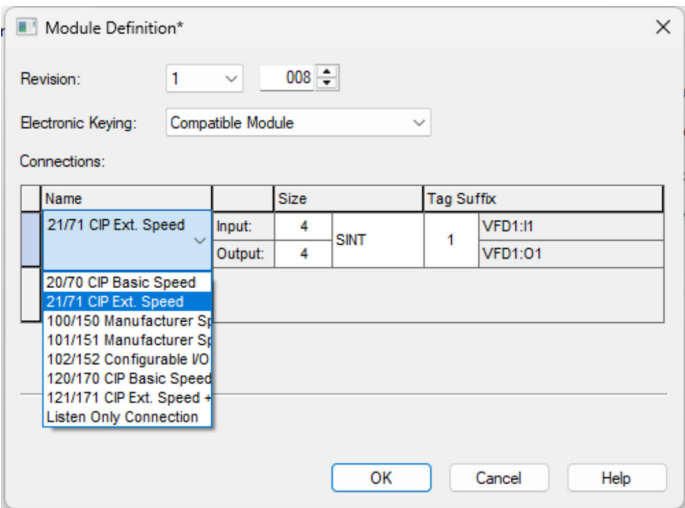 Module Definition*
Revision: 1 008
Electronic Keying: Compatible Module
Connections:
Name Size Tag Suffix
21/71 CIP Ext. Speed Input: 4 SINT 1 VFD1:I1
Output: 4 VFD1:O1
20/70 CIP Basic Speed
21/71 CIP Ext. Speed
100/150 Manufacturer Sp
101/151 Manufacturer Sp
102/152 Configurable I/O
120/170 CIP Basic Speed
121/171 CIP Ext. Speed +
Listen Only Connection
OK Cancel Help